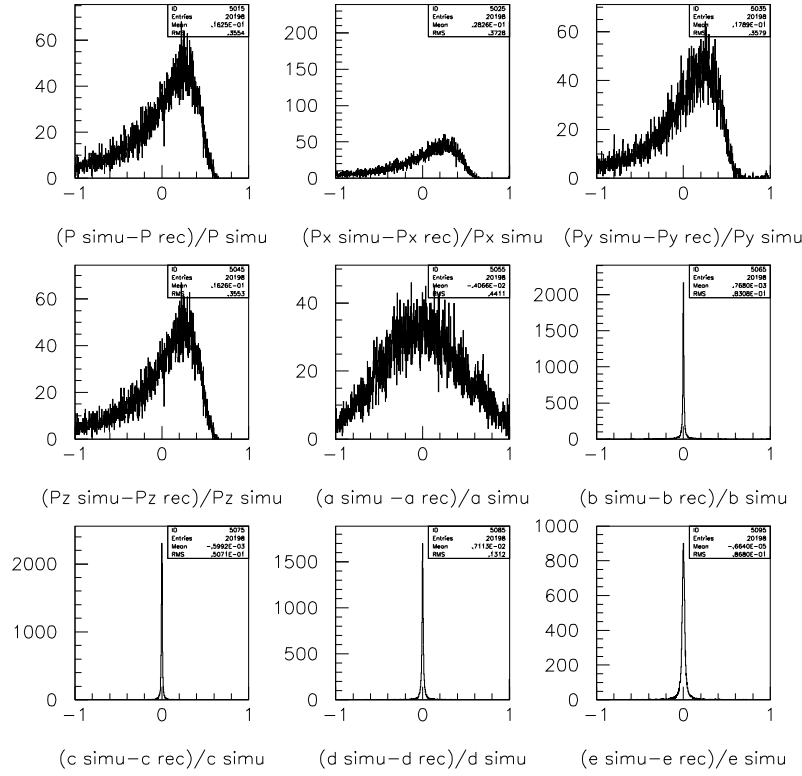 ID 5015
Entries 20198
Mean .1625E-01
RMS .3554
60
40
20
0
−1 0 1
(P simu−P rec)/P simu
ID 5025
Entries 20198
Mean .2826E-01
RMS .3728
200
150
100
50
0
−1 0 1
(Px simu−Px rec)/Px simu
ID 5035
Entries 20198
Mean .1789E-01
RMS .3579
60
40
20
0
−1 0 1
(Py simu−Py rec)/Py simu
ID 5045
Entries 20198
Mean .1626E-01
RMS .3553
60
40
20
0
−1 0 1
(Pz simu−Pz rec)/Pz simu
ID 5055
Entries 20198
Mean −.4066E-02
RMS .4411
40
20
0
−1 0 1
(a simu −a rec)/a simu
ID 5065
Entries 20198
Mean .7680E-03
RMS .8308E-01
2000
1500
1000
500
0
−1 0 1
(b simu−b rec)/b simu
ID 5075
Entries 20198
Mean −.5992E-03
RMS .5071E-01
2000
1000
0
−1 0 1
(c simu−c rec)/c simu
ID 5085
Entries 20198
Mean .7113E-02
RMS .1312
1500
1000
500
0
−1 0 1
(d simu−d rec)/d simu
ID 5095
Entries 20198
Mean −.6640E-05
RMS .8680E-01
1000
800
600
400
200
0
−1 0 1
(e simu−e rec)/e simu